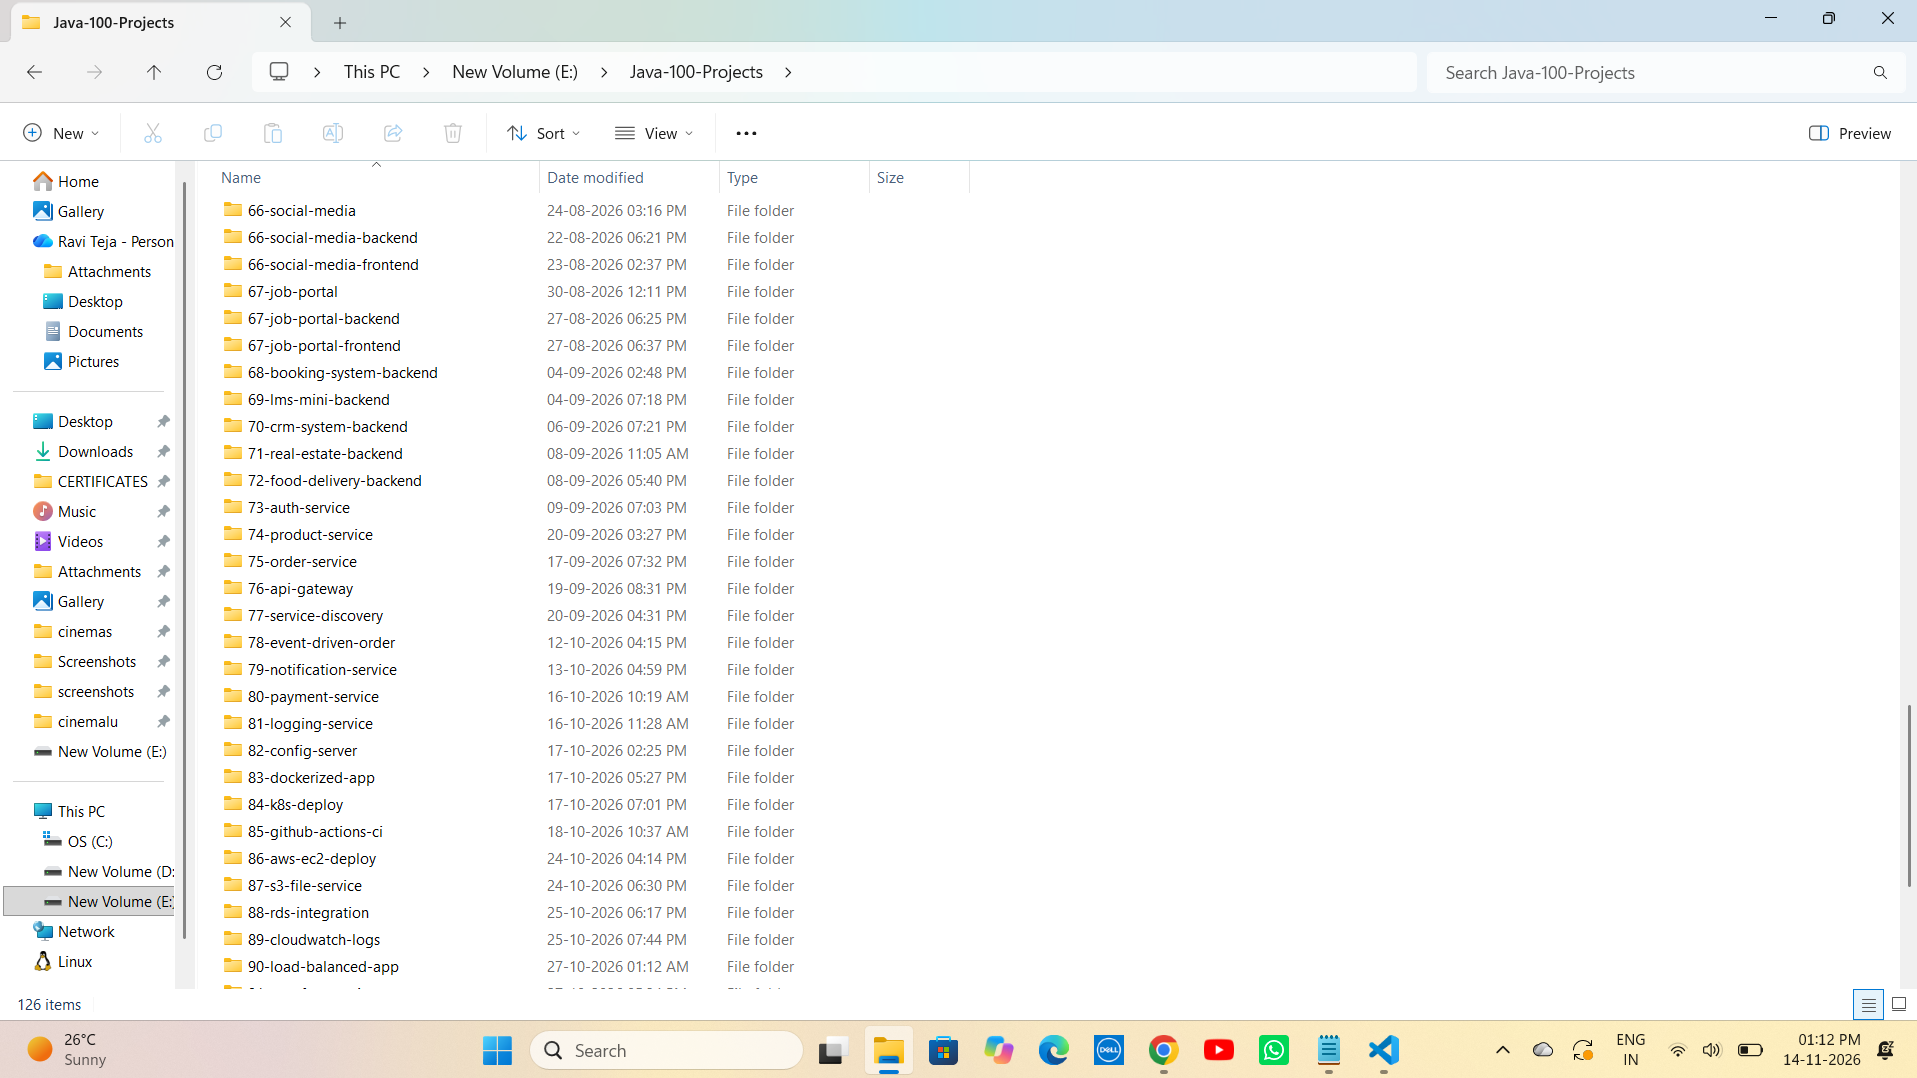 Java-100-Projects
This PC
New Volume (E:)
Java-100-Projects
Search Java-100-Projects
New
Sort
View
Preview
Home
Gallery
Ravi Teja - Person
Attachments
Desktop
Documents
Pictures
Desktop
Downloads
CERTIFICATES
Music
Videos
Attachments
Gallery
cinemas
Screenshots
screenshots
cinemalu
New Volume (E:)
This PC
OS (C:)
New Volume (D:
New Volume (E:)
Network
Linux
Name Date modified Type Size
66-social-media 24-08-2026 03:16 PM File folder
66-social-media-backend 22-08-2026 06:21 PM File folder
66-social-media-frontend 23-08-2026 02:37 PM File folder
67-job-portal 30-08-2026 12:11 PM File folder
67-job-portal-backend 27-08-2026 06:25 PM File folder
67-job-portal-frontend 27-08-2026 06:37 PM File folder
68-booking-system-backend 04-09-2026 02:48 PM File folder
69-lms-mini-backend 04-09-2026 07:18 PM File folder
70-crm-system-backend 06-09-2026 07:21 PM File folder
71-real-estate-backend 08-09-2026 11:05 AM File folder
72-food-delivery-backend 08-09-2026 05:40 PM File folder
73-auth-service 09-09-2026 07:03 PM File folder
74-product-service 20-09-2026 03:27 PM File folder
75-order-service 17-09-2026 07:32 PM File folder
76-api-gateway 19-09-2026 08:31 PM File folder
77-service-discovery 20-09-2026 04:31 PM File folder
78-event-driven-order 12-10-2026 04:15 PM File folder
79-notification-service 13-10-2026 04:59 PM File folder
80-payment-service 16-10-2026 10:19 AM File folder
81-logging-service 16-10-2026 11:28 AM File folder
82-config-server 17-10-2026 02:25 PM File folder
83-dockerized-app 17-10-2026 05:27 PM File folder
84-k8s-deploy 17-10-2026 07:01 PM File folder
85-github-actions-ci 18-10-2026 10:37 AM File folder
86-aws-ec2-deploy 24-10-2026 04:14 PM File folder
87-s3-file-service 24-10-2026 06:30 PM File folder
88-rds-integration 25-10-2026 06:17 PM File folder
89-cloudwatch-logs 25-10-2026 07:44 PM File folder
90-load-balanced-app 27-10-2026 01:12 AM File folder
126 items
26°C
Sunny
Search
DELL
ENG
IN
01:12 PM
14-11-2026